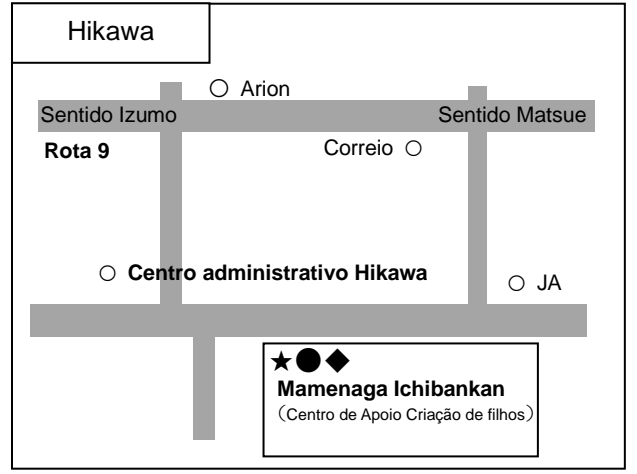 Hikawa
○ Arion
Sentido Izumo
Sentido Matsue
Rota 9
Correio ○
○ Centro administrativo Hikawa
○ JA
★●◆
Mamenaga Ichibankan
（Centro de Apoio Criação de filhos）